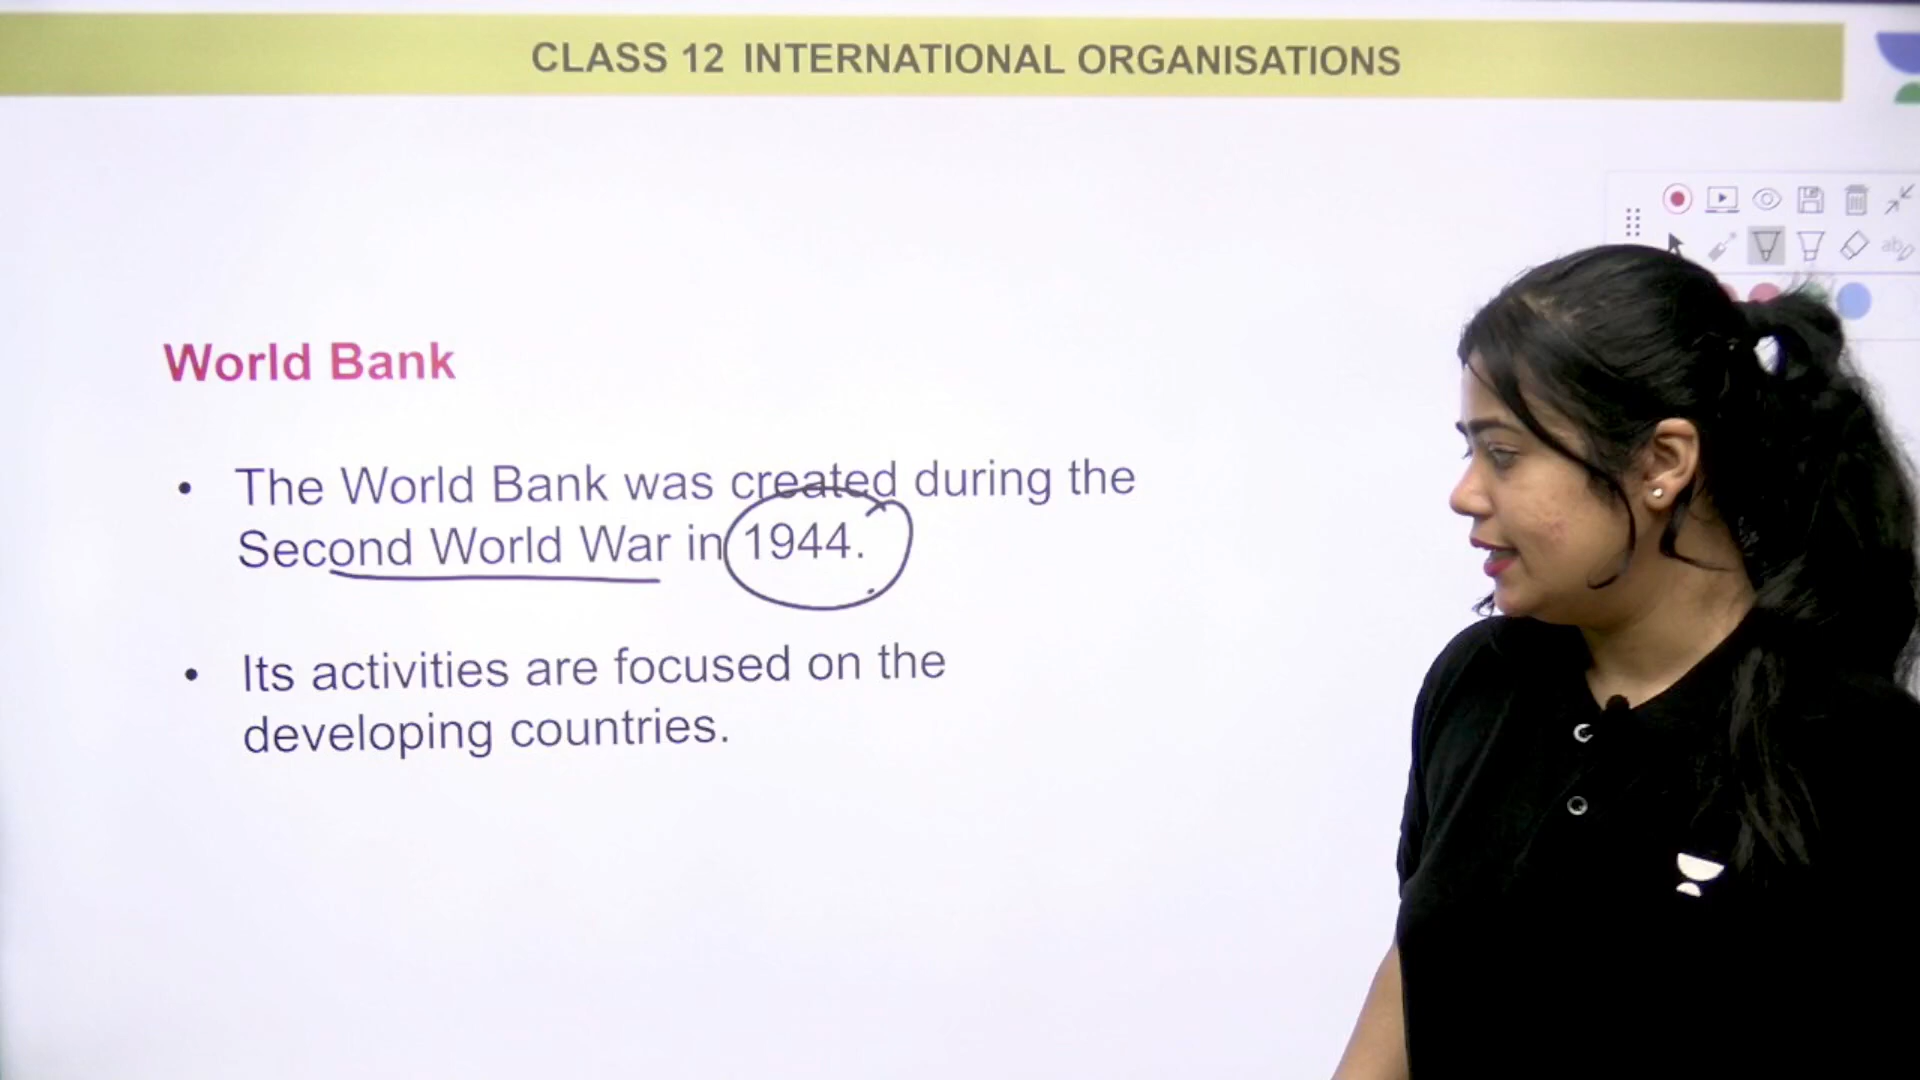 CLASS 12 INTERNATIONAL ORGANISATIONS
World Bank
• The World Bank was created during the
Second World War in 1944.
• Its activities are focused on the
developing countries.
ab